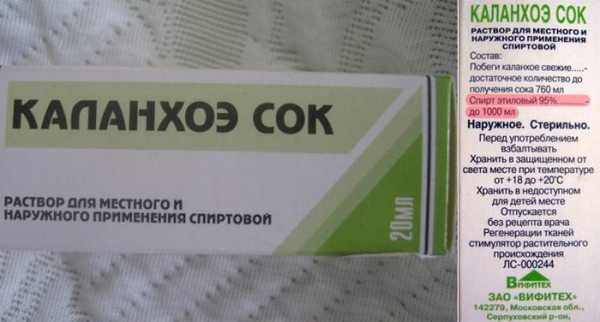 КАЛАНХОЭ СОК
РАСТВОР ДЛЯ МЕСТНОГО И
НАРУЖНОГО ПРИМЕНЕНИЯ СПИРТОВОЙ
20МЛ
КАЛАНХОЭ СОК
РАСТВОР ДЛЯ МЕСТНОГО И
НАРУЖНОГО ПРИМЕНЕНИЯ
СПИРТОВОЙ
Состав:
Побеги каланхое свежие.....-
достаточное количество до
получения сока 760 мл
Спирт этиловый 95% -
до 1000 мл
Наружное. Стерильно.
Перед употреблением
взбалтывать
Хранить в защищенном от
света месте при температуре
от +18 до +20°С
Хранить в недоступном
для детей месте
Отпускается
без рецепта врача
Регенерации тканей
стимулятор растительного
происхождения
ЛС-000244
ВИФИТЕХ
ЗАО "ВИФИТЕХ"
142279, Московская обл.,
Серпуховский р-он,